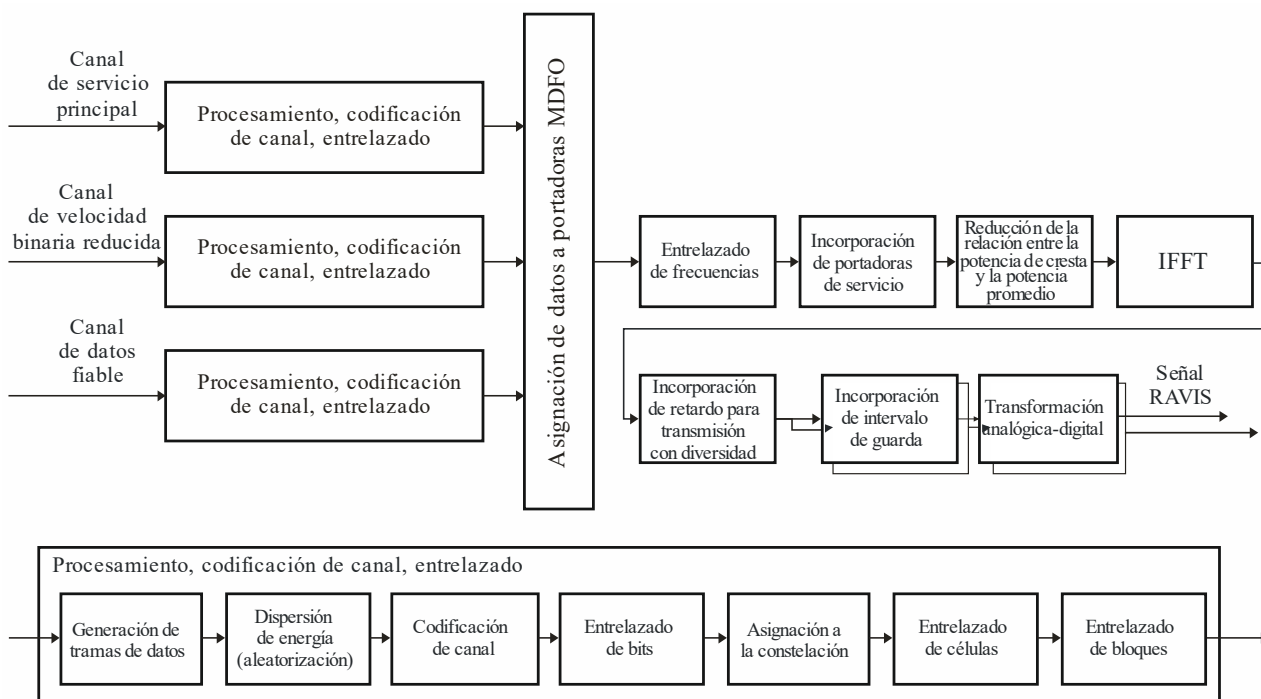 Canal
de servicio
principal
Procesamiento, codificación
de canal, entrelazado
Canal
de velocidad
binaria reducida
Procesamiento, codificación
de canal, entrelazado
Canal
de datos
fiable
Procesamiento, codificación
de canal, entrelazado
Asignación de datos a portadoras MDFO
Entrelazado
de frecuencias
Incorporación
de portadoras
de servicio
Reducción de la
relación entre la
potencia de cresta
y la potencia
promedio
IFFT
Incorporación
de retardo para
transmisión
con diversidad
Incorporación
de intervalo
de guarda
Transformación
analógica-digital
Señal
RAVIS
Procesamiento, codificación de canal, entrelazado
Generación de
tramas de datos
Dispersión
de energía
(aleatorización)
Codificación
de canal
Entrelazado
de bits
Asignación a
la constelación
Entrelazado
de células
Entrelazado
de bloques